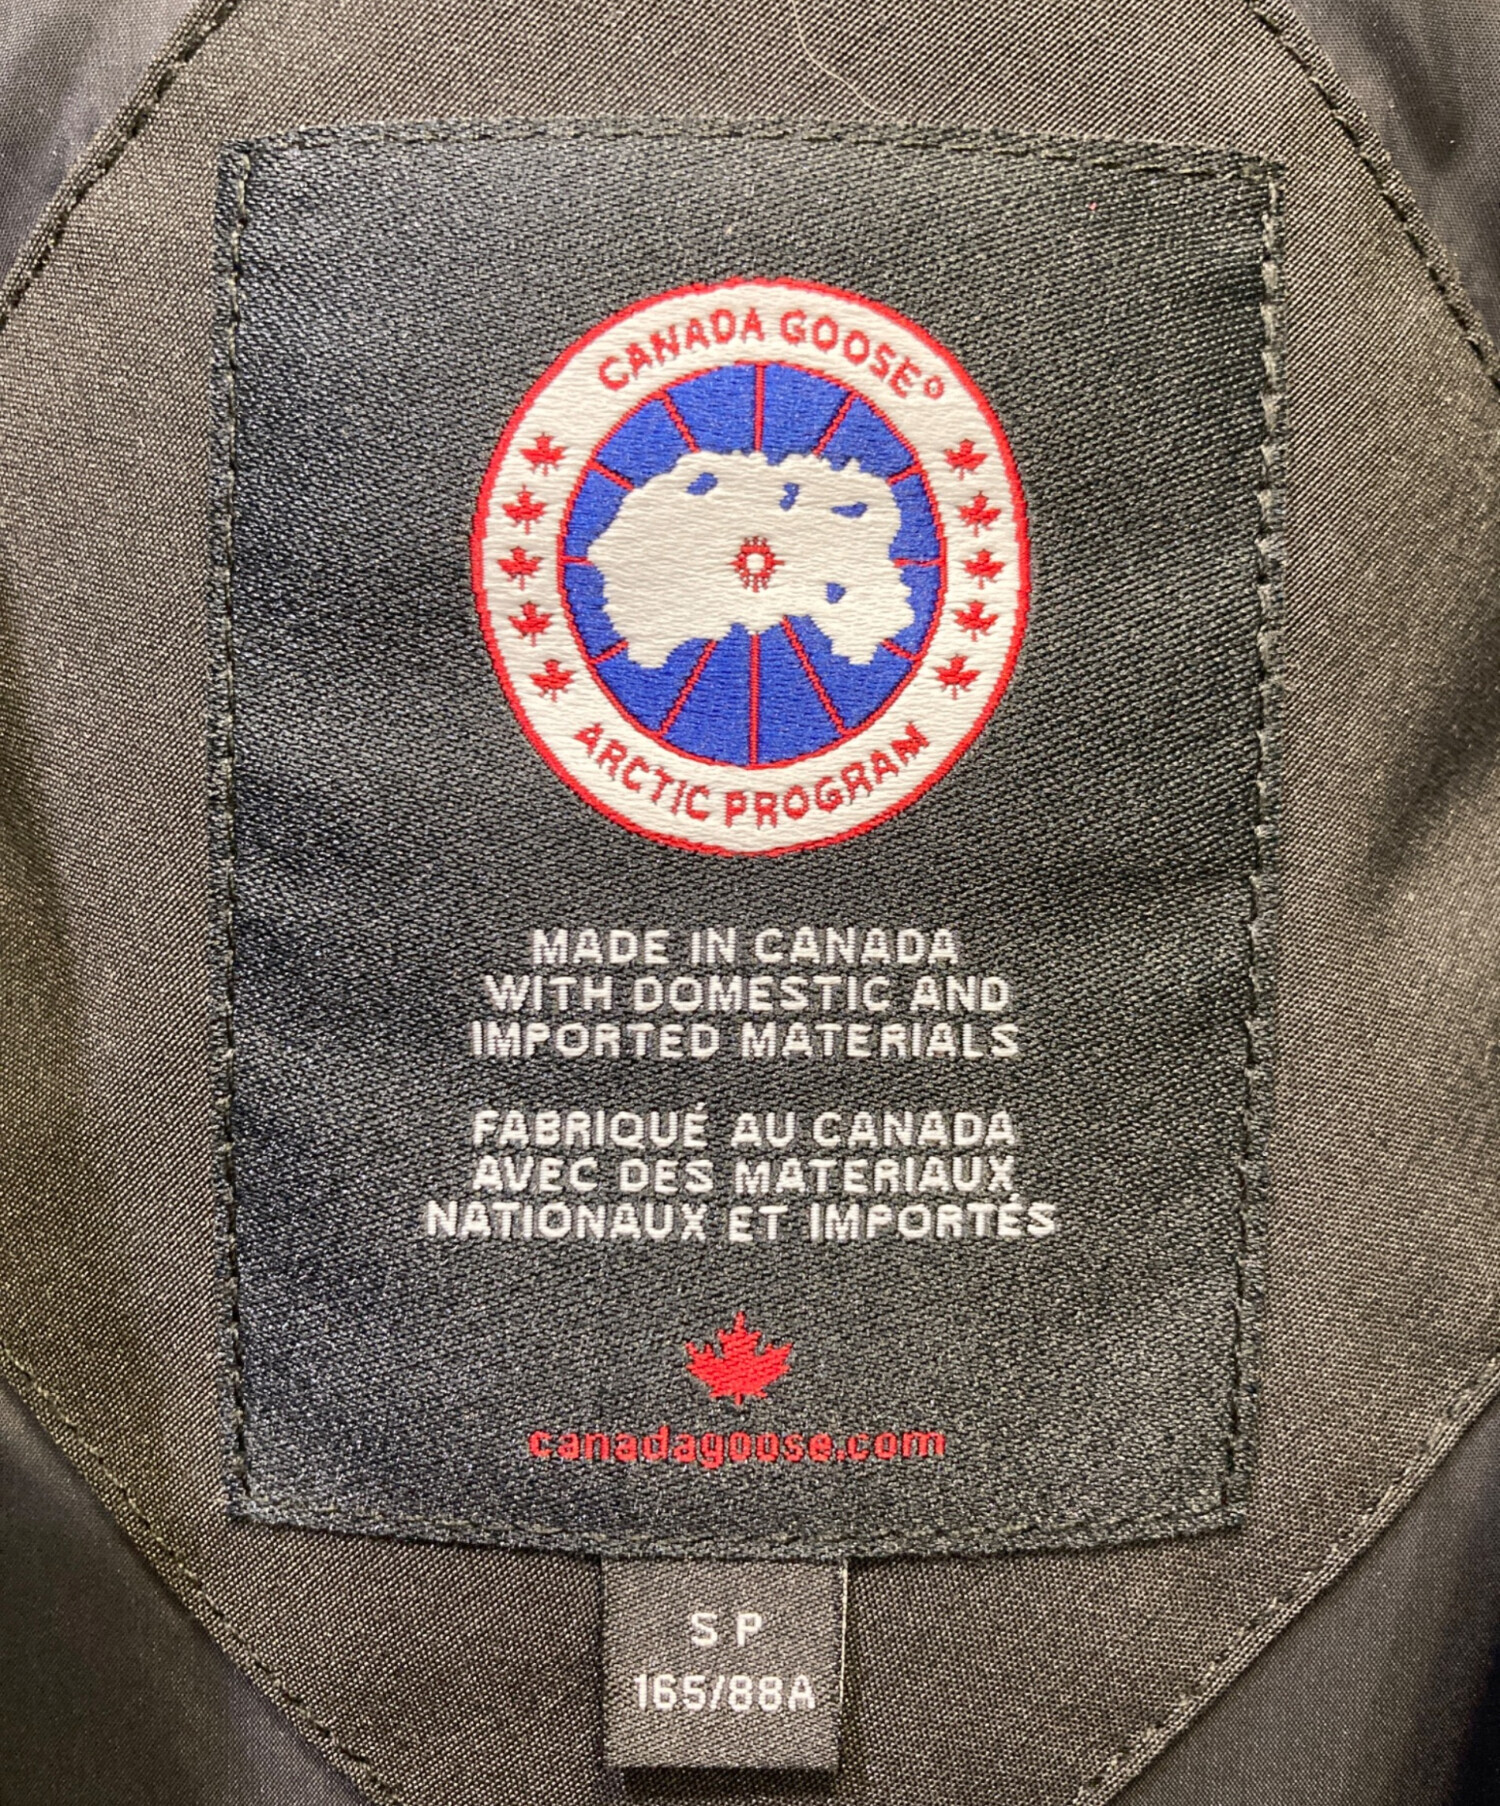 CANADA GOOSE®
ARCTIC PROGRAM
MADE IN CANADA
WITH DOMESTIC AND
IMPORTED MATERIALS
FABRIQUÉ AU CANADA
AVEC DES MATERIAUX
NATIONAUX ET IMPORTÉS
canadagoose.com
S P
165/88A